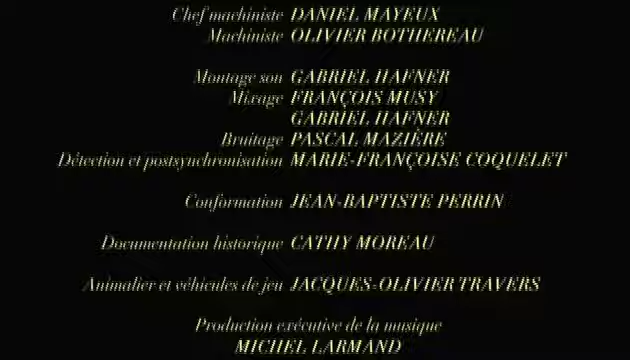 Chef machiniste DANIEL MAYEUX
Machiniste OLIVIER BOTHEREAU
Montage son GABRIEL HAFNER
Mixage FRANÇOIS MUSY
GABRIEL HAFNER
Bruitage PASCAL MAZIÈRE
Détection et postsynchronisation MARIE-FRANÇOISE COQUELET
Conformation JEAN-BAPTISTE PERRIN
Documentation historique CATHY MOREAU
Animalier et véhicules de jeu JACQUES-OLIVIER TRAVERS
Production exécutive de la musique
MICHEL LARMAND